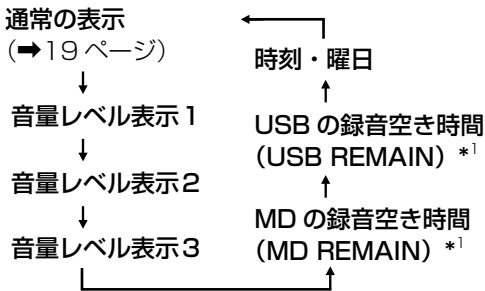 通常の表示
(➡19 ページ)
音量レベル表示1
音量レベル表示2
音量レベル表示3
MD の録音空き時間
(MD REMAIN) *1
USB の録音空き時間
(USB REMAIN) *1
時刻・曜日